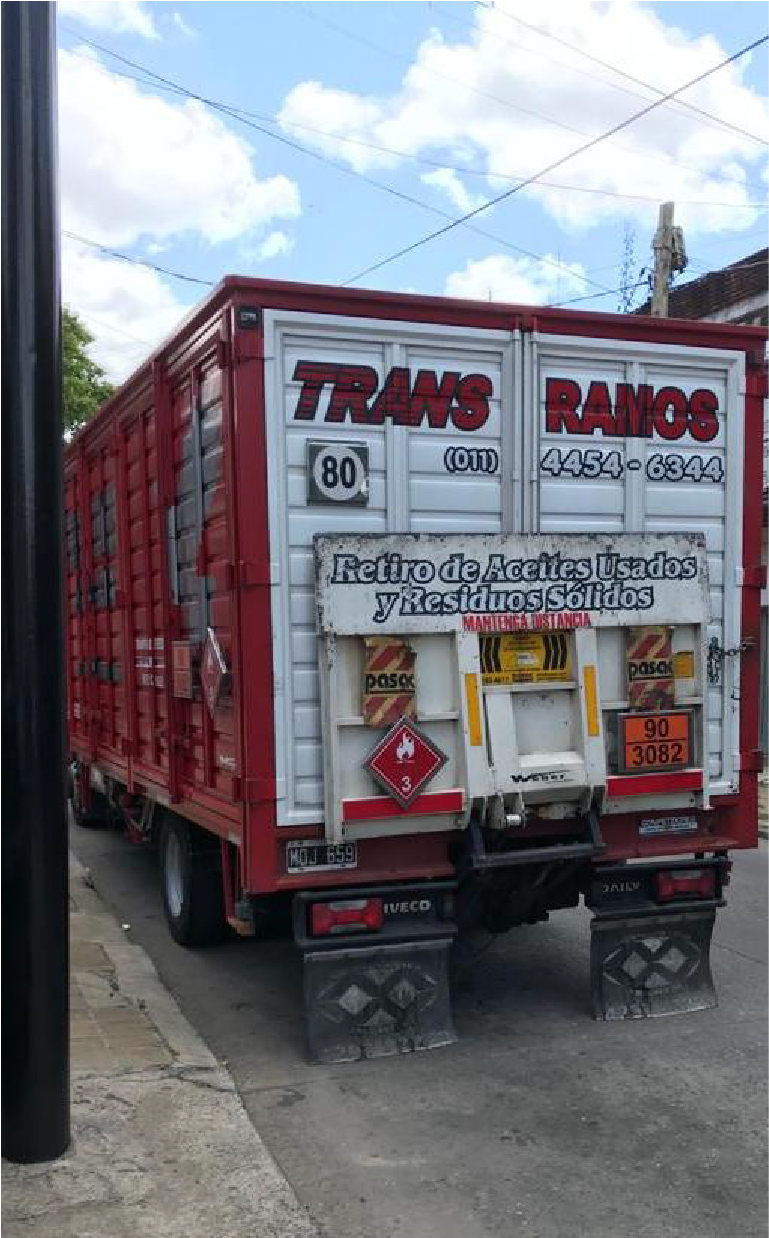 TRANS RAMOS
80
(011) 4454-6344
Retiro de Aceites Usados
y Residuos Sólidos
MANTENGA DISTANCIA
pasac pasac
90
3082
3
Weber
MOJ 659
IVECO
DAILY